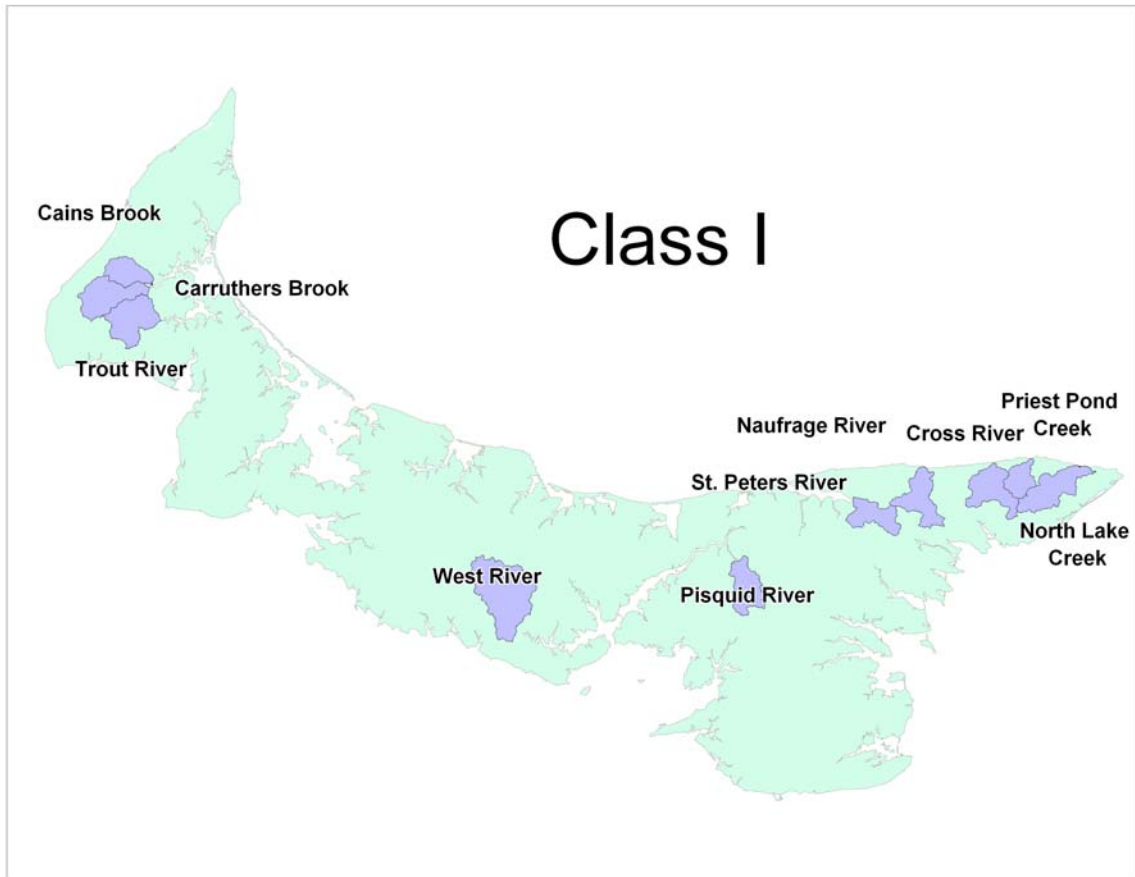 Class I
Cains Brook
Carruthers Brook
Trout River
Priest Pond
Creek
Naufrage River
Cross River
St. Peters River
North Lake
Creek
West River
Pisquid River